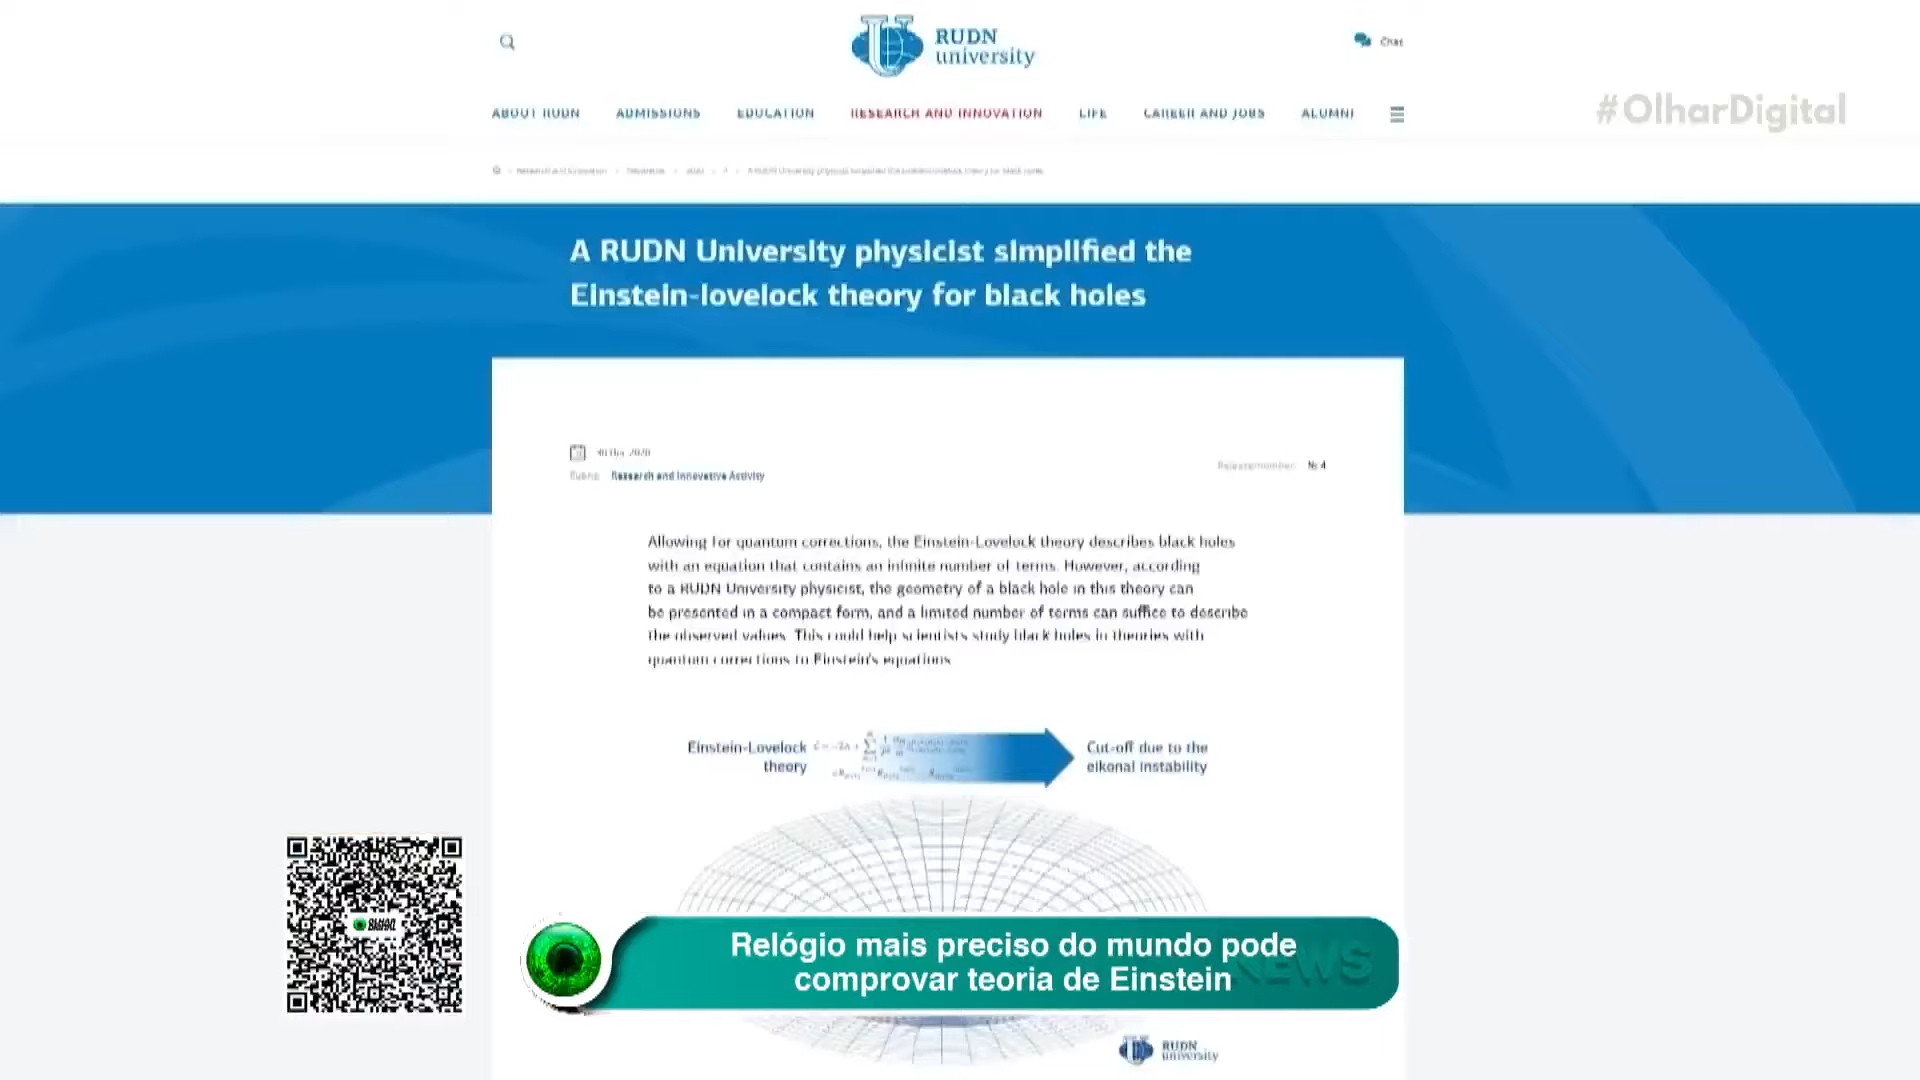 RUDN
university
Chat
#OlharDigital
ABOUT RUDN ADMISSIONS EDUCATION RESEARCH AND INNOVATION LIFE CAREER AND JOBS ALUMNI
A RUDN University physicist simplified the
Einstein-lovelock theory for black holes
2020
Research and Innovative Activity
№ 4
Allowing for quantum corrections, the Einstein-Lovelock theory describes black holes
with an equation that contains an infinite number of terms. However, according
to a RUDN University physicist, the geometry of a black hole in this theory can
be presented in a compact form, and a limited number of terms can suffice to describe
the observed values. This could help scientists study black holes in theories with
quantum corrections to Einstein's equations.
Einstein-Lovelock
theory
Cut-off due to the
eikonal instability
NEWS
Relógio mais preciso do mundo pode
comprovar teoria de Einstein
RUDN
university